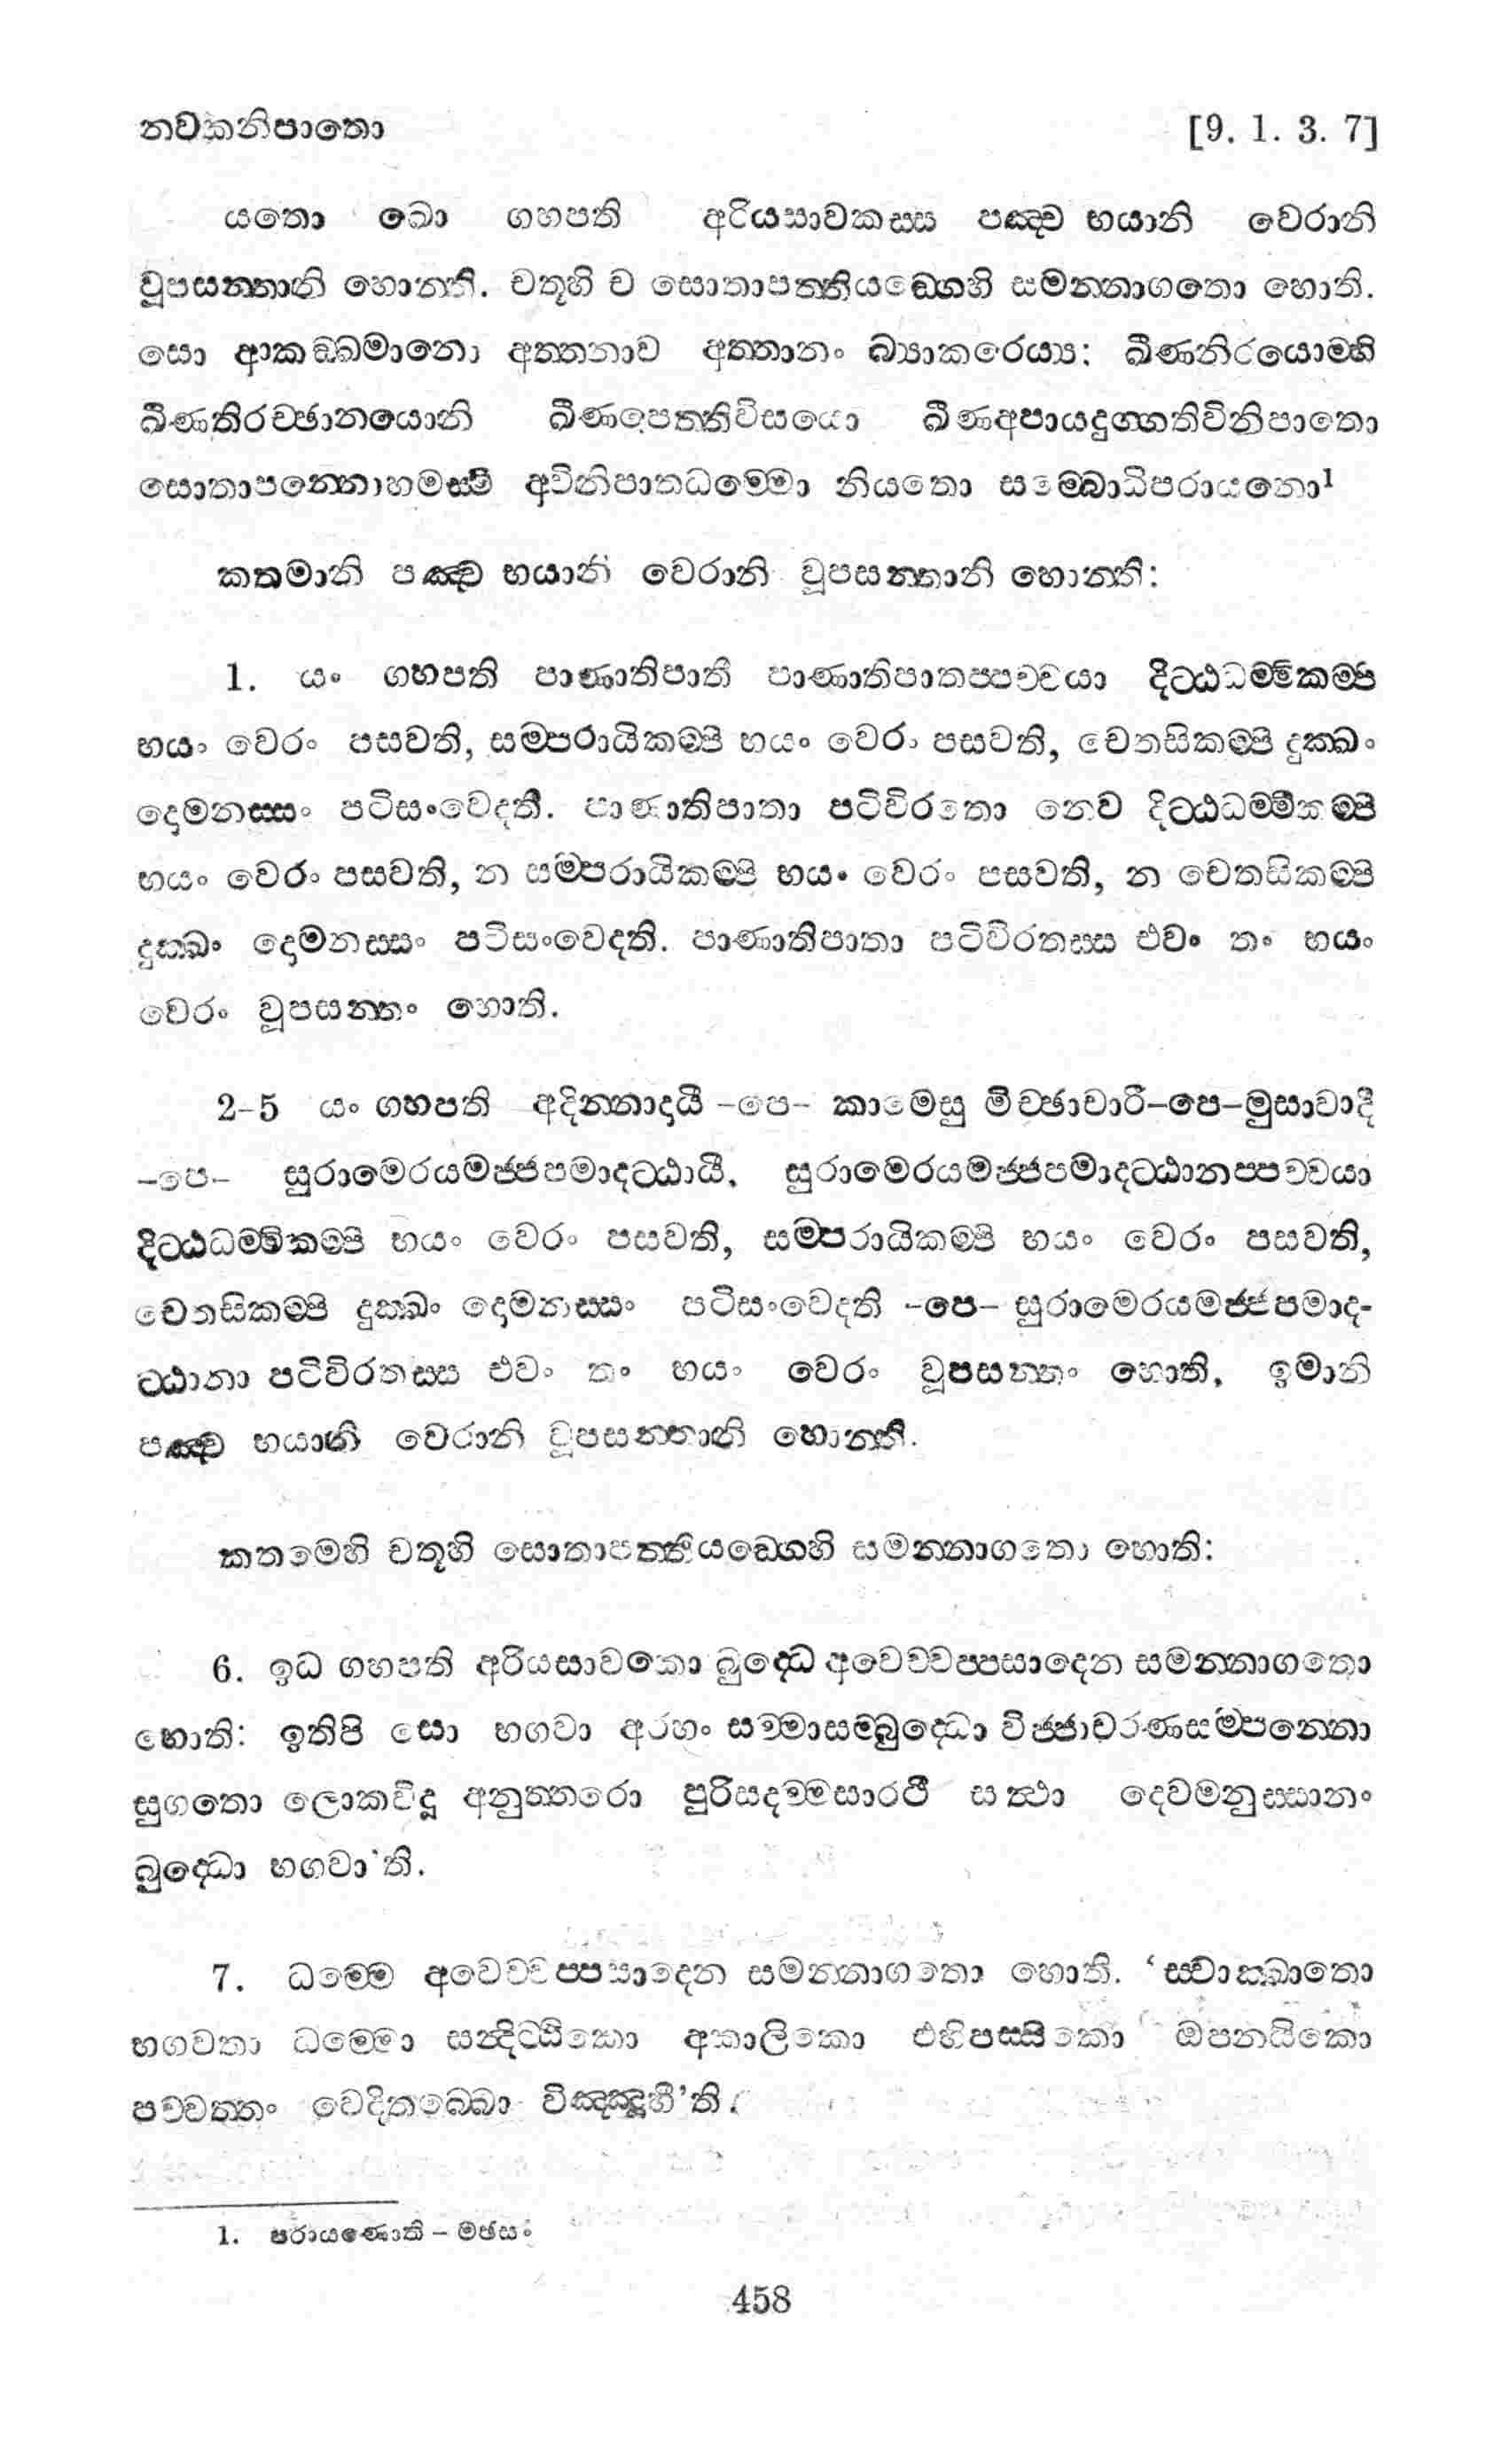 නවකනිපාතො
[9. 1. 3. 7]
යතො ඛො ගහපති අරියසාවකස්ස පඤ්ච භයානි වෙරානි
වූපසන්තානි හොන්ති. චතූහි ච සොතාපත්තියඞ්ගෙහි සමන්නාගතො හොති.
සො ආකඞ්ඛමානො අත්තනාව අත්තානං බ්‍යාකරෙය්‍ය: ඛීණනිරයොම්හි
ඛීණතිරච්ඡානයොනි ඛීණපෙත්තිවිසයො ඛීණඅපායදුග්ගතිවිනිපාතො
සොතාපන්නොහමස්මි අවිනිපාතධම්මො නියතො සම්බොධිපරායනො¹
කතමානි පඤ්ච භයානි වෙරානි වූපසන්තානි හොන්ති:
1. යං ගහපති පාණාතිපාතී පාණාතිපාතප්පච්චයා දිට්ඨධම්මිකම්පි
භයං වෙරං පසවති, සම්පරායිකම්පි භයං වෙරං පසවති, චෙතසිකම්පි දුක්ඛං
දොමනස්සං පටිසංවෙදතී. පාණාතිපාතා පටිවිරතො නෙව දිට්ඨධම්මිකම්පි
භයං වෙරං පසවති, න සම්පරායිකම්පි භයං වෙරං පසවති, න චෙතසිකම්පි
දුක්ඛං දොමනස්සං පටිසංවෙදති. පාණාතිපාතා පටිවිරතස්ස එවං තං භයං
වෙරං වූපසන්තං හොති.
2-5 යං ගහපති අදින්නාදායී -පෙ- කාමෙසු මිච්ඡාචාරී-පෙ-මුසාවාදී
-පෙ- සුරාමෙරයමජ්ජපමාදට්ඨායී, සුරාමෙරයමජ්ජපමාදට්ඨානප්පච්චයා
දිට්ඨධම්මිකම්පි භයං වෙරං පසවති, සම්පරායිකම්පි භයං වෙරං පසවති,
චෙතසිකම්පි දුක්ඛං දොමනස්සං පටිසංවෙදති -පෙ- සුරාමෙරයමජ්ජපමාද-
ට්ඨානා පටිවිරතස්ස එවං තං භයං වෙරං වූපසන්තං හොති, ඉමානි
පඤ්ච භයානි වෙරානි වූපසන්තානි හොන්ති.
කතමෙහි චතූහි සොතාපත්තියඞ්ගෙහි සමන්නාගතො හොති:
6. ඉධ ගහපති අරියසාවකො බුද්ධෙ අවෙච්චප්පසාදෙන සමන්නාගතො
හොති: ඉතිපි සො භගවා අරහං සම්මාසම්බුද්ධො විජ්ජාචරණසම්පන්නො
සුගතො ලොකවිදූ අනුත්තරො පුරිසදම්මසාරථී සත්ථා දෙවමනුස්සානං
බුද්ධො භගවා'ති.
7. ධම්මෙ අවෙච්චප්පසාදෙන සමන්නාගතො හොති. ‘ස්වාක්ඛාතො
භගවතා ධම්මො සන්දිට්ඨිකො අකාලිකො එහිපස්සිකො ඔපනයිකො
පච්චත්තං වෙදිතබ්බො විඤ්ඤූහී’ති.
1. පරායණොති - මඡසං
458